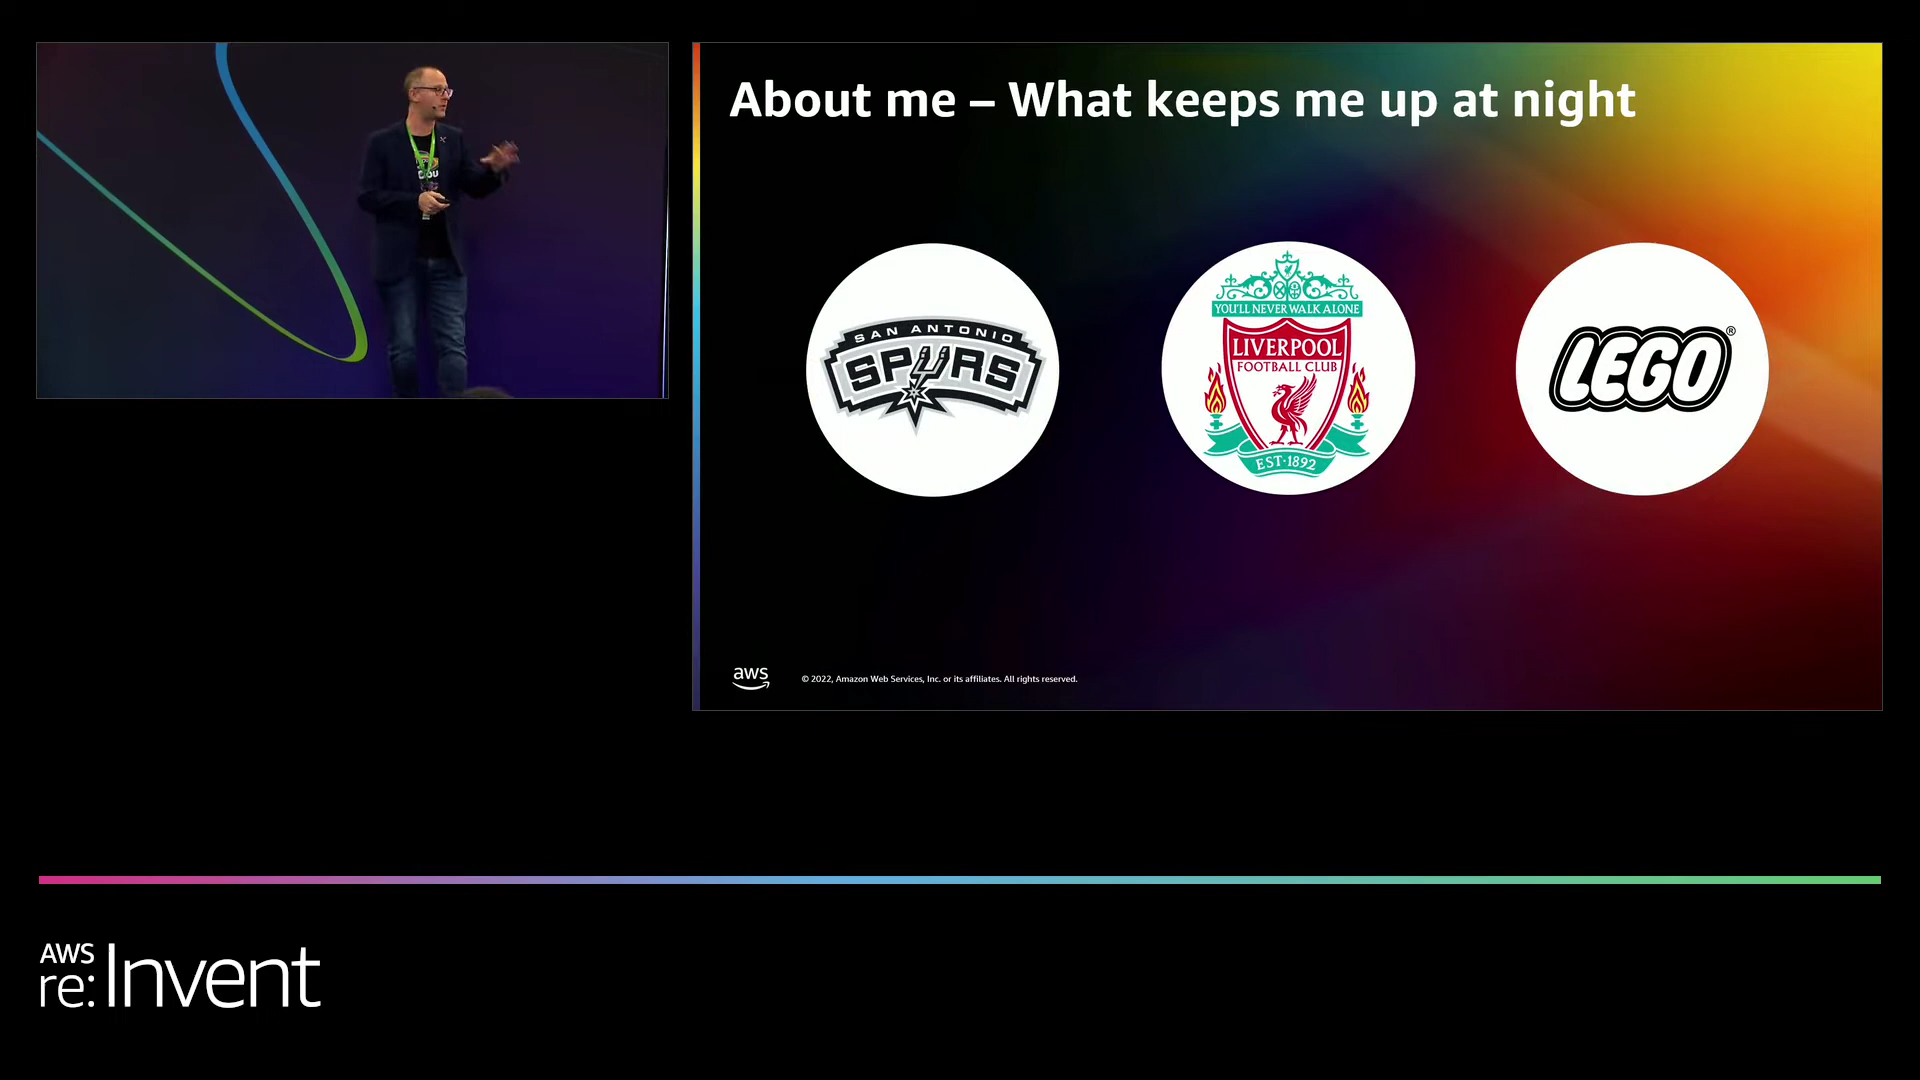 About me – What keeps me up at night
SAN ANTONIO
SPURS
YOU'LL NEVER WALK ALONE
LIVERPOOL
FOOTBALL CLUB
EST·1892
LEGO®
aws
© 2022, Amazon Web Services, Inc. or its affiliates. All rights reserved.
AWS
re:Invent